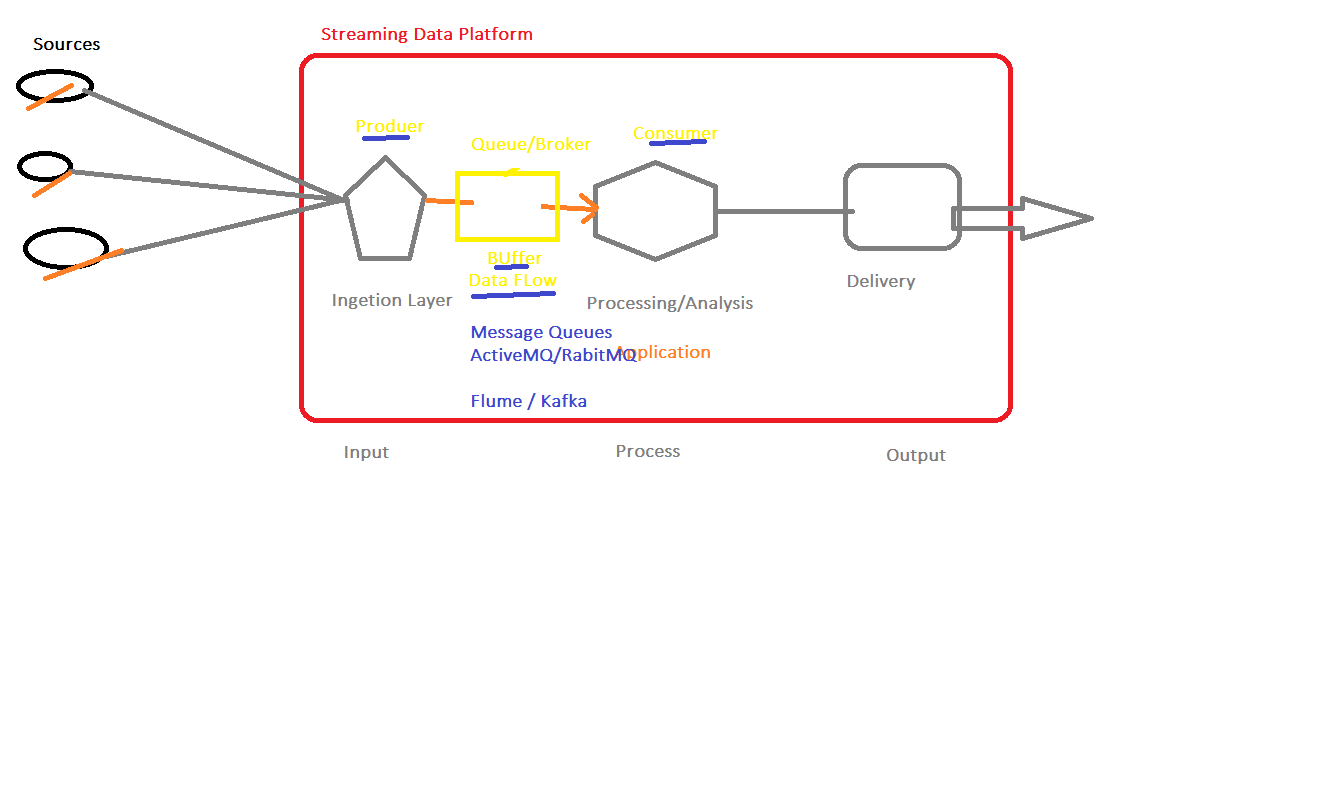 Streaming Data Platform
Sources
Produer
Queue/Broker
Consumer
BUffer
Data FLow
Ingetion Layer
Processing/Analysis
Delivery
Message Queues
ActiveMQ/RabitMQ
Application
Flume / Kafka
Input
Process
Output